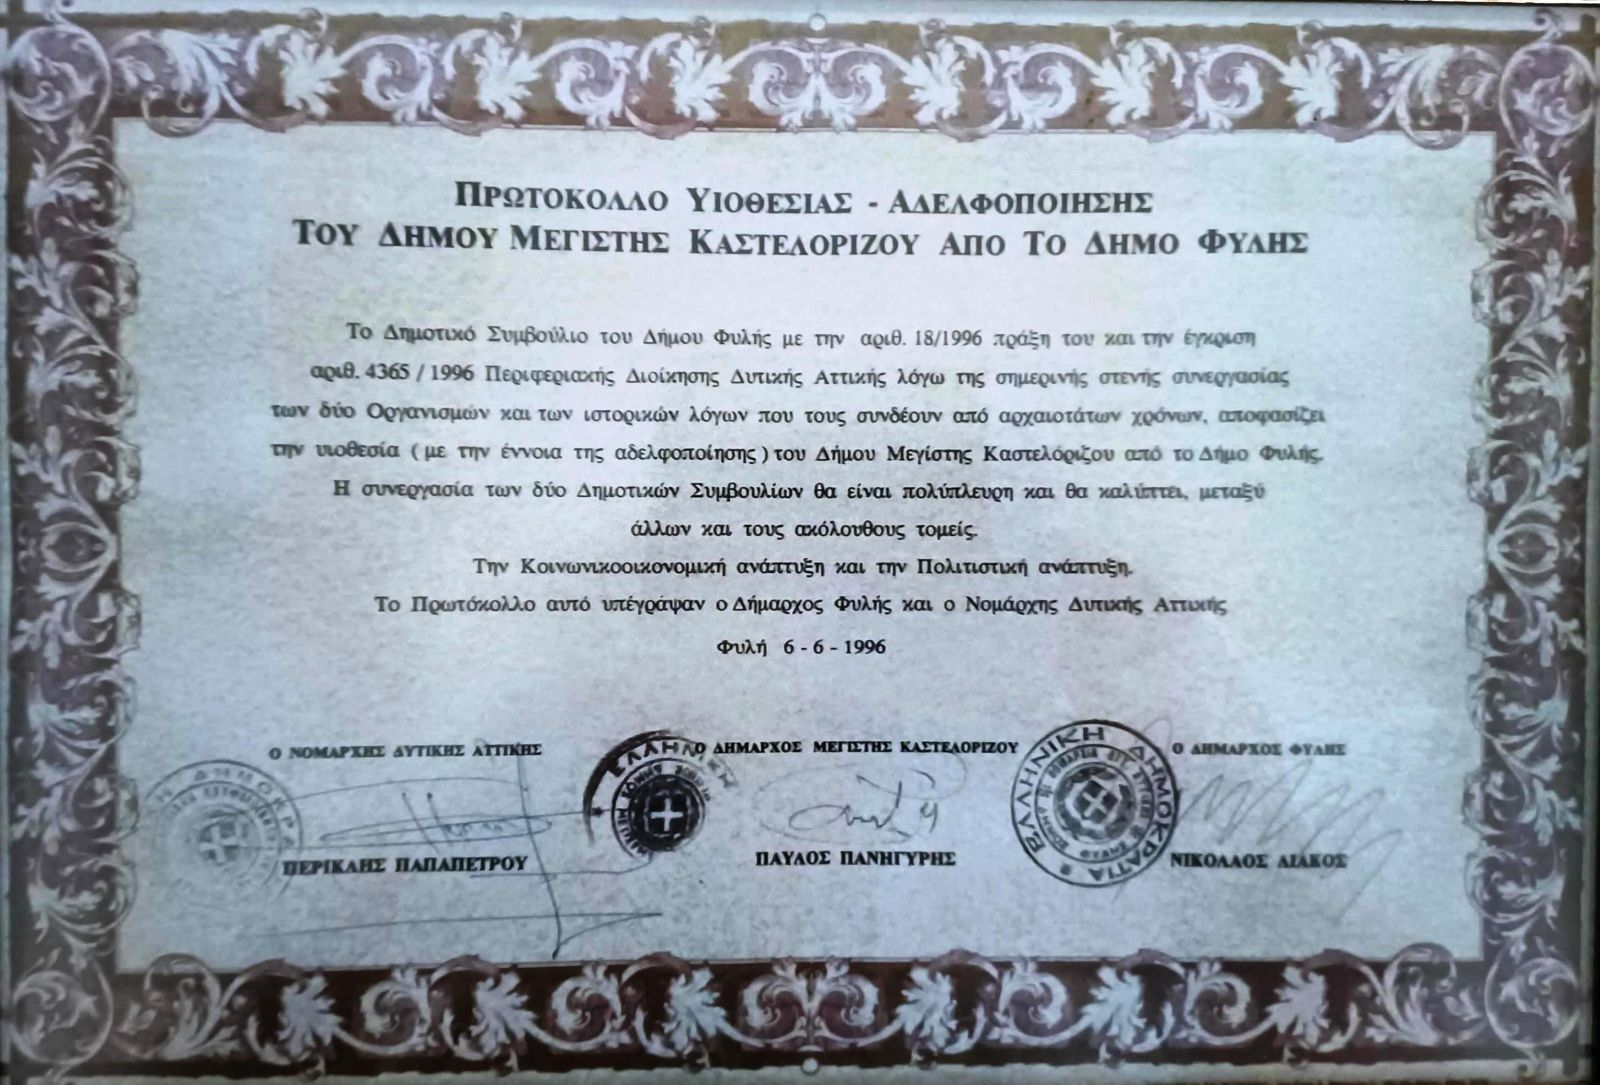 ΠΡΩΤΟΚΟΛΛΟ ΥΙΟΘΕΣΙΑΣ - ΑΔΕΛΦΟΠΟΙΗΣΗΣ
ΤΟΥ ΔΗΜΟΥ ΜΕΓΙΣΤΗΣ ΚΑΣΤΕΛΟΡΙΖΟΥ ΑΠΟ ΤΟ ΔΗΜΟ ΦΥΛΗΣ
Το Δημοτικό Συμβούλιο του Δήμου Φυλής με την αριθ. 18/1996 πράξη του και την έγκριση
αριθ. 4365 / 1996 Περιφεριακής Διοίκησης Δυτικής Αττικής λόγω της σημερινής στενής συνεργασίας
των δύο Οργανισμών και των ιστορικών λόγων που τους συνδέουν από αρχαιοτάτων χρόνων, αποφασίζει
την υιοθεσία ( με την έννοια της αδελφοποίησης ) του Δήμου Μεγίστης Καστελόριζου από το Δήμο Φυλής.
Η συνεργασία των δύο Δημοτικών Συμβουλίων θα είναι πολύπλευρη και θα καλύπτει, μεταξύ
άλλων και τους ακόλουθους τομείς.
Την Κοινωνικοοικονομική ανάπτυξη και την Πολιτιστική ανάπτυξη.
Το Πρωτόκολλο αυτό υπέγράψαν ο Δήμαρχος Φυλής και ο Νομάρχης Δυτικής Αττικής
Φυλή 6 - 6 - 1996
Ο ΝΟΜΑΡΧΗΣ ΔΥΤΙΚΗΣ ΑΤΤΙΚΗΣ
Ο ΔΗΜΑΡΧΟΣ ΜΕΓΙΣΤΗΣ ΚΑΣΤΕΛΟΡΙΖΟΥ
Ο ΔΗΜΑΡΧΟΣ ΦΥΛΗΣ
ΕΛΛΗΝΙΚΗ ΔΗΜΟΚΡΑΤΙΑ
ΠΕΡΙΚΛΗΣ ΠΑΠΑΠΕΤΡΟΥ
ΠΑΥΛΟΣ ΠΑΝΗΓΥΡΗΣ
ΝΙΚΟΛΑΟΣ ΛΙΑΚΟΣ